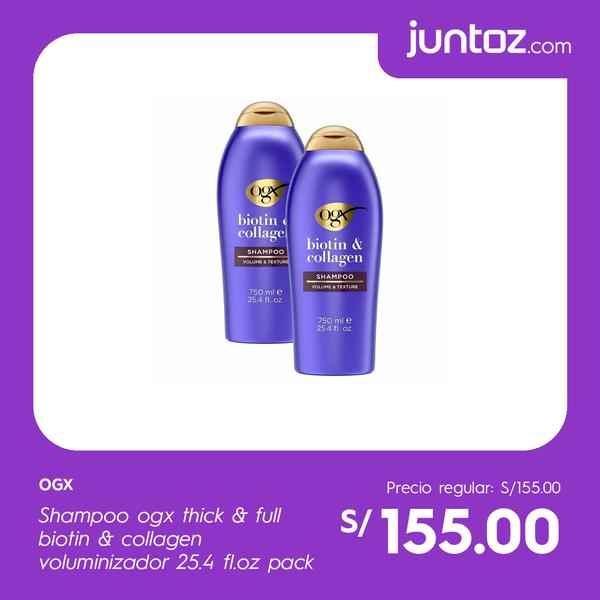 juntoz.com
ogx
biotin &
collagen
SHAMPOO
VOLUME & TEXTURE
750 ml e
25.4 fl. oz.
ogx
biotin &
collagen
SHAMPOO
VOLUME & TEXTURE
750 ml e
25.4 fl. oz.
OGX
Shampoo ogx thick & full
biotin & collagen
voluminizador 25.4 fl.oz pack
Precio regular: S/155.00
S/ 155.00